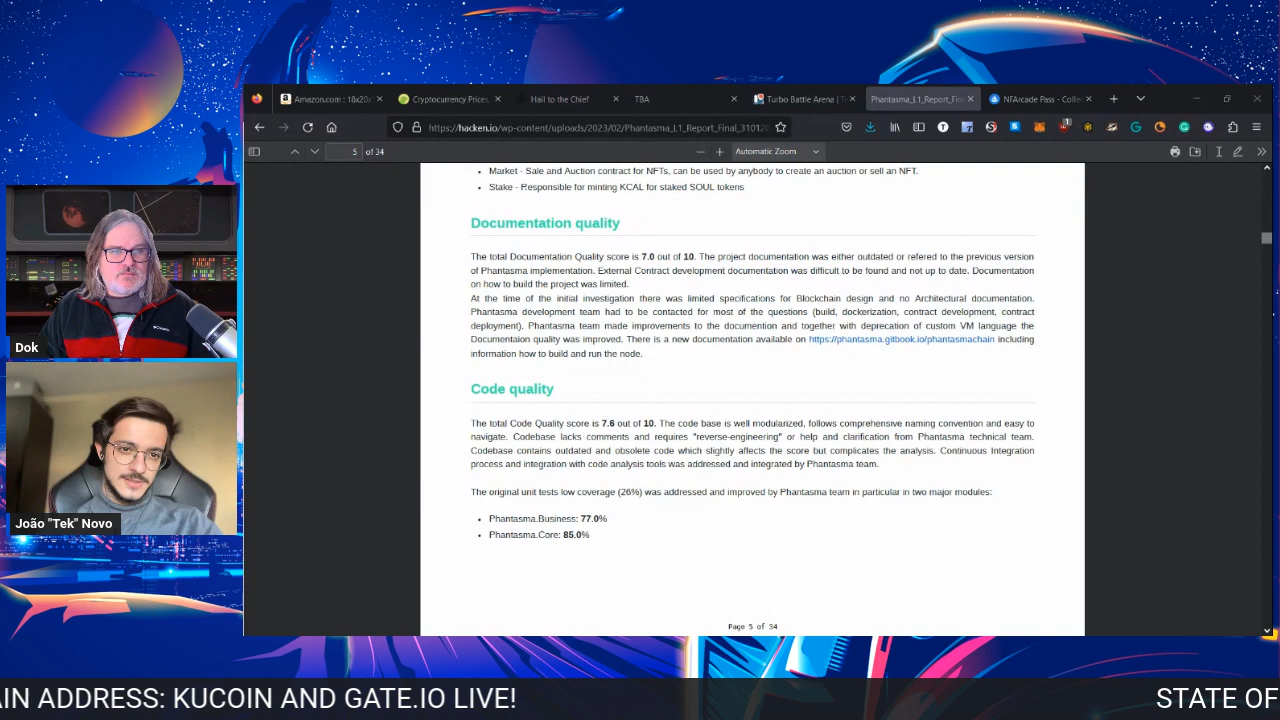 Amazon.com : 18x20
Cryptocurrency Prices,
Hail to the Chief
TBA
Turbo Battle Arena | T
Phantasma_L1_Report_Fin
NFArcade Pass - Colle
https://hacken.io/wp-content/uploads/2023/02/Phantasma_L1_Report_Final_31012
5 of 34
Automatic Zoom
Market - Sale and Auction contract for NFTs, can be used by anybody to create an auction or sell an NFT.
Stake - Responsible for minting KCAL for staked SOUL tokens
Documentation quality
The total Documentation Quality score is 7.0 out of 10. The project documentation was either outdated or refered to the previous version
of Phantasma implementation. External Contract development documentation was difficult to be found and not up to date. Documentation
on how to build the project was limited.
At the time of the initial investigation there was limited specifications for Blockchain design and no Architectural documentation.
Phantasma development team had to be contacted for most of the questions (build, dockerization, contract development, contract
deployment). Phantasma team made improvements to the documention and together with deprecation of custom VM language the
Documentaion quality was improved. There is a new documentation available on https://phantasma.gitbook.io/phantasmachain including
information how to build and run the node.
Code quality
The total Code Quality score is 7.6 out of 10. The code base is well modularized, follows comprehensive naming convention and easy to
navigate. Codebase lacks comments and requires "reverse-engineering" or help and clarification from Phantasma technical team.
Codebase contains outdated and obsolete code which slightly affects the score but complicates the analysis. Continuous Integration
process and integration with code analysis tools was addressed and integrated by Phantasma team.
The original unit tests low coverage (26%) was addressed and improved by Phantasma team in particular in two major modules:
Phantasma.Business: 77.0%
Phantasma.Core: 85.0%
Page 5 of 34
Dok
João "Tek" Novo
AIN ADDRESS: KUCOIN AND GATE.IO LIVE!
STATE OF